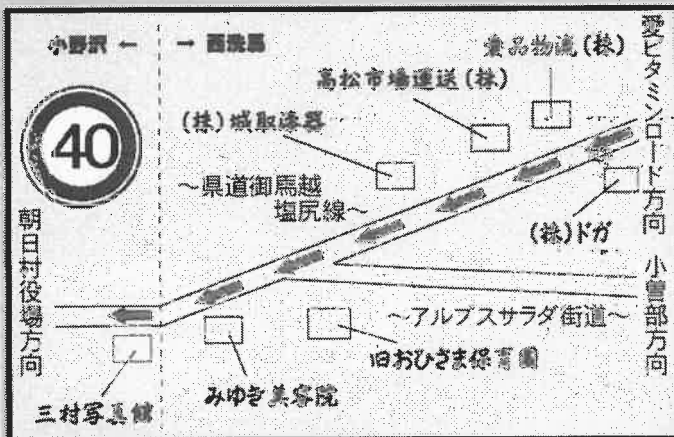 小野沢 ← → 西洗馬
食品物流(株)
高松市場運送(株)
(株)城取漆器
40
~県道御馬越
塩尻線~
愛ビタミンロード方向
(株)ドガ
朝日村役場方向
小曽部方向
~アルプスサラダ街道~
旧おひさま保育園
みゆき美容院
三村写真館